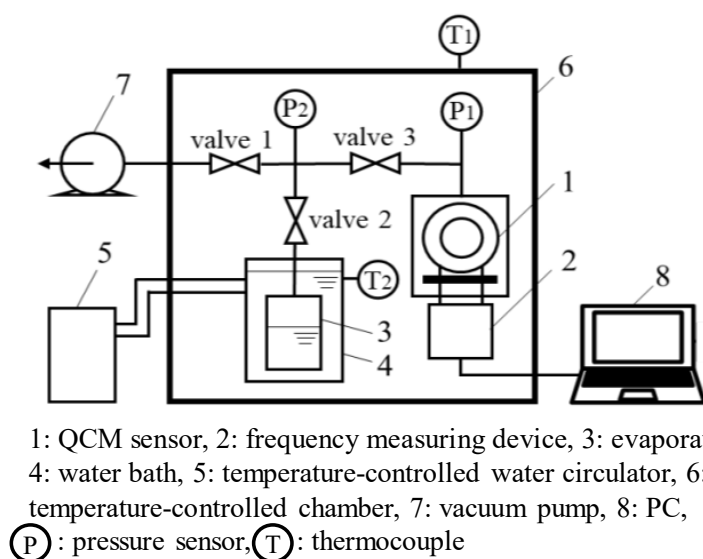 T1
6
7
P2
P1
valve 1
valve 3
1
valve 2
5
T2
2
8
3
4
1: QCM sensor, 2: frequency measuring device, 3: evaporat
4: water bath, 5: temperature-controlled water circulator, 6:
temperature-controlled chamber, 7: vacuum pump, 8: PC,
P : pressure sensor, T : thermocouple